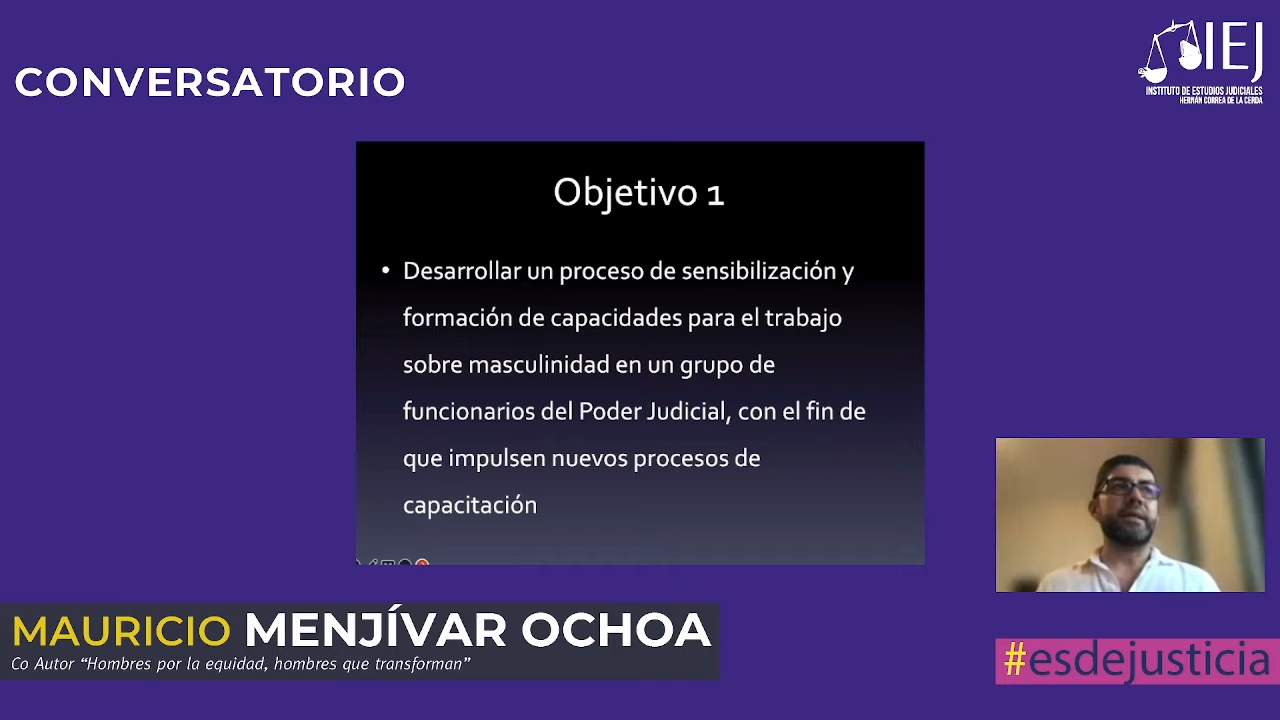 CONVERSATORIO
IEJ
INSTITUTO DE ESTUDIOS JUDICIALES
HERNÁN CORREA DE LA CERDA
Objetivo 1
• Desarrollar un proceso de sensibilización y
formación de capacidades para el trabajo
sobre masculinidad en un grupo de
funcionarios del Poder Judicial, con el fin de
que impulsen nuevos procesos de
capacitación
MAURICIO MENJÍVAR OCHOA
Co Autor “Hombres por la equidad, hombres que transforman”
#esdejusticia